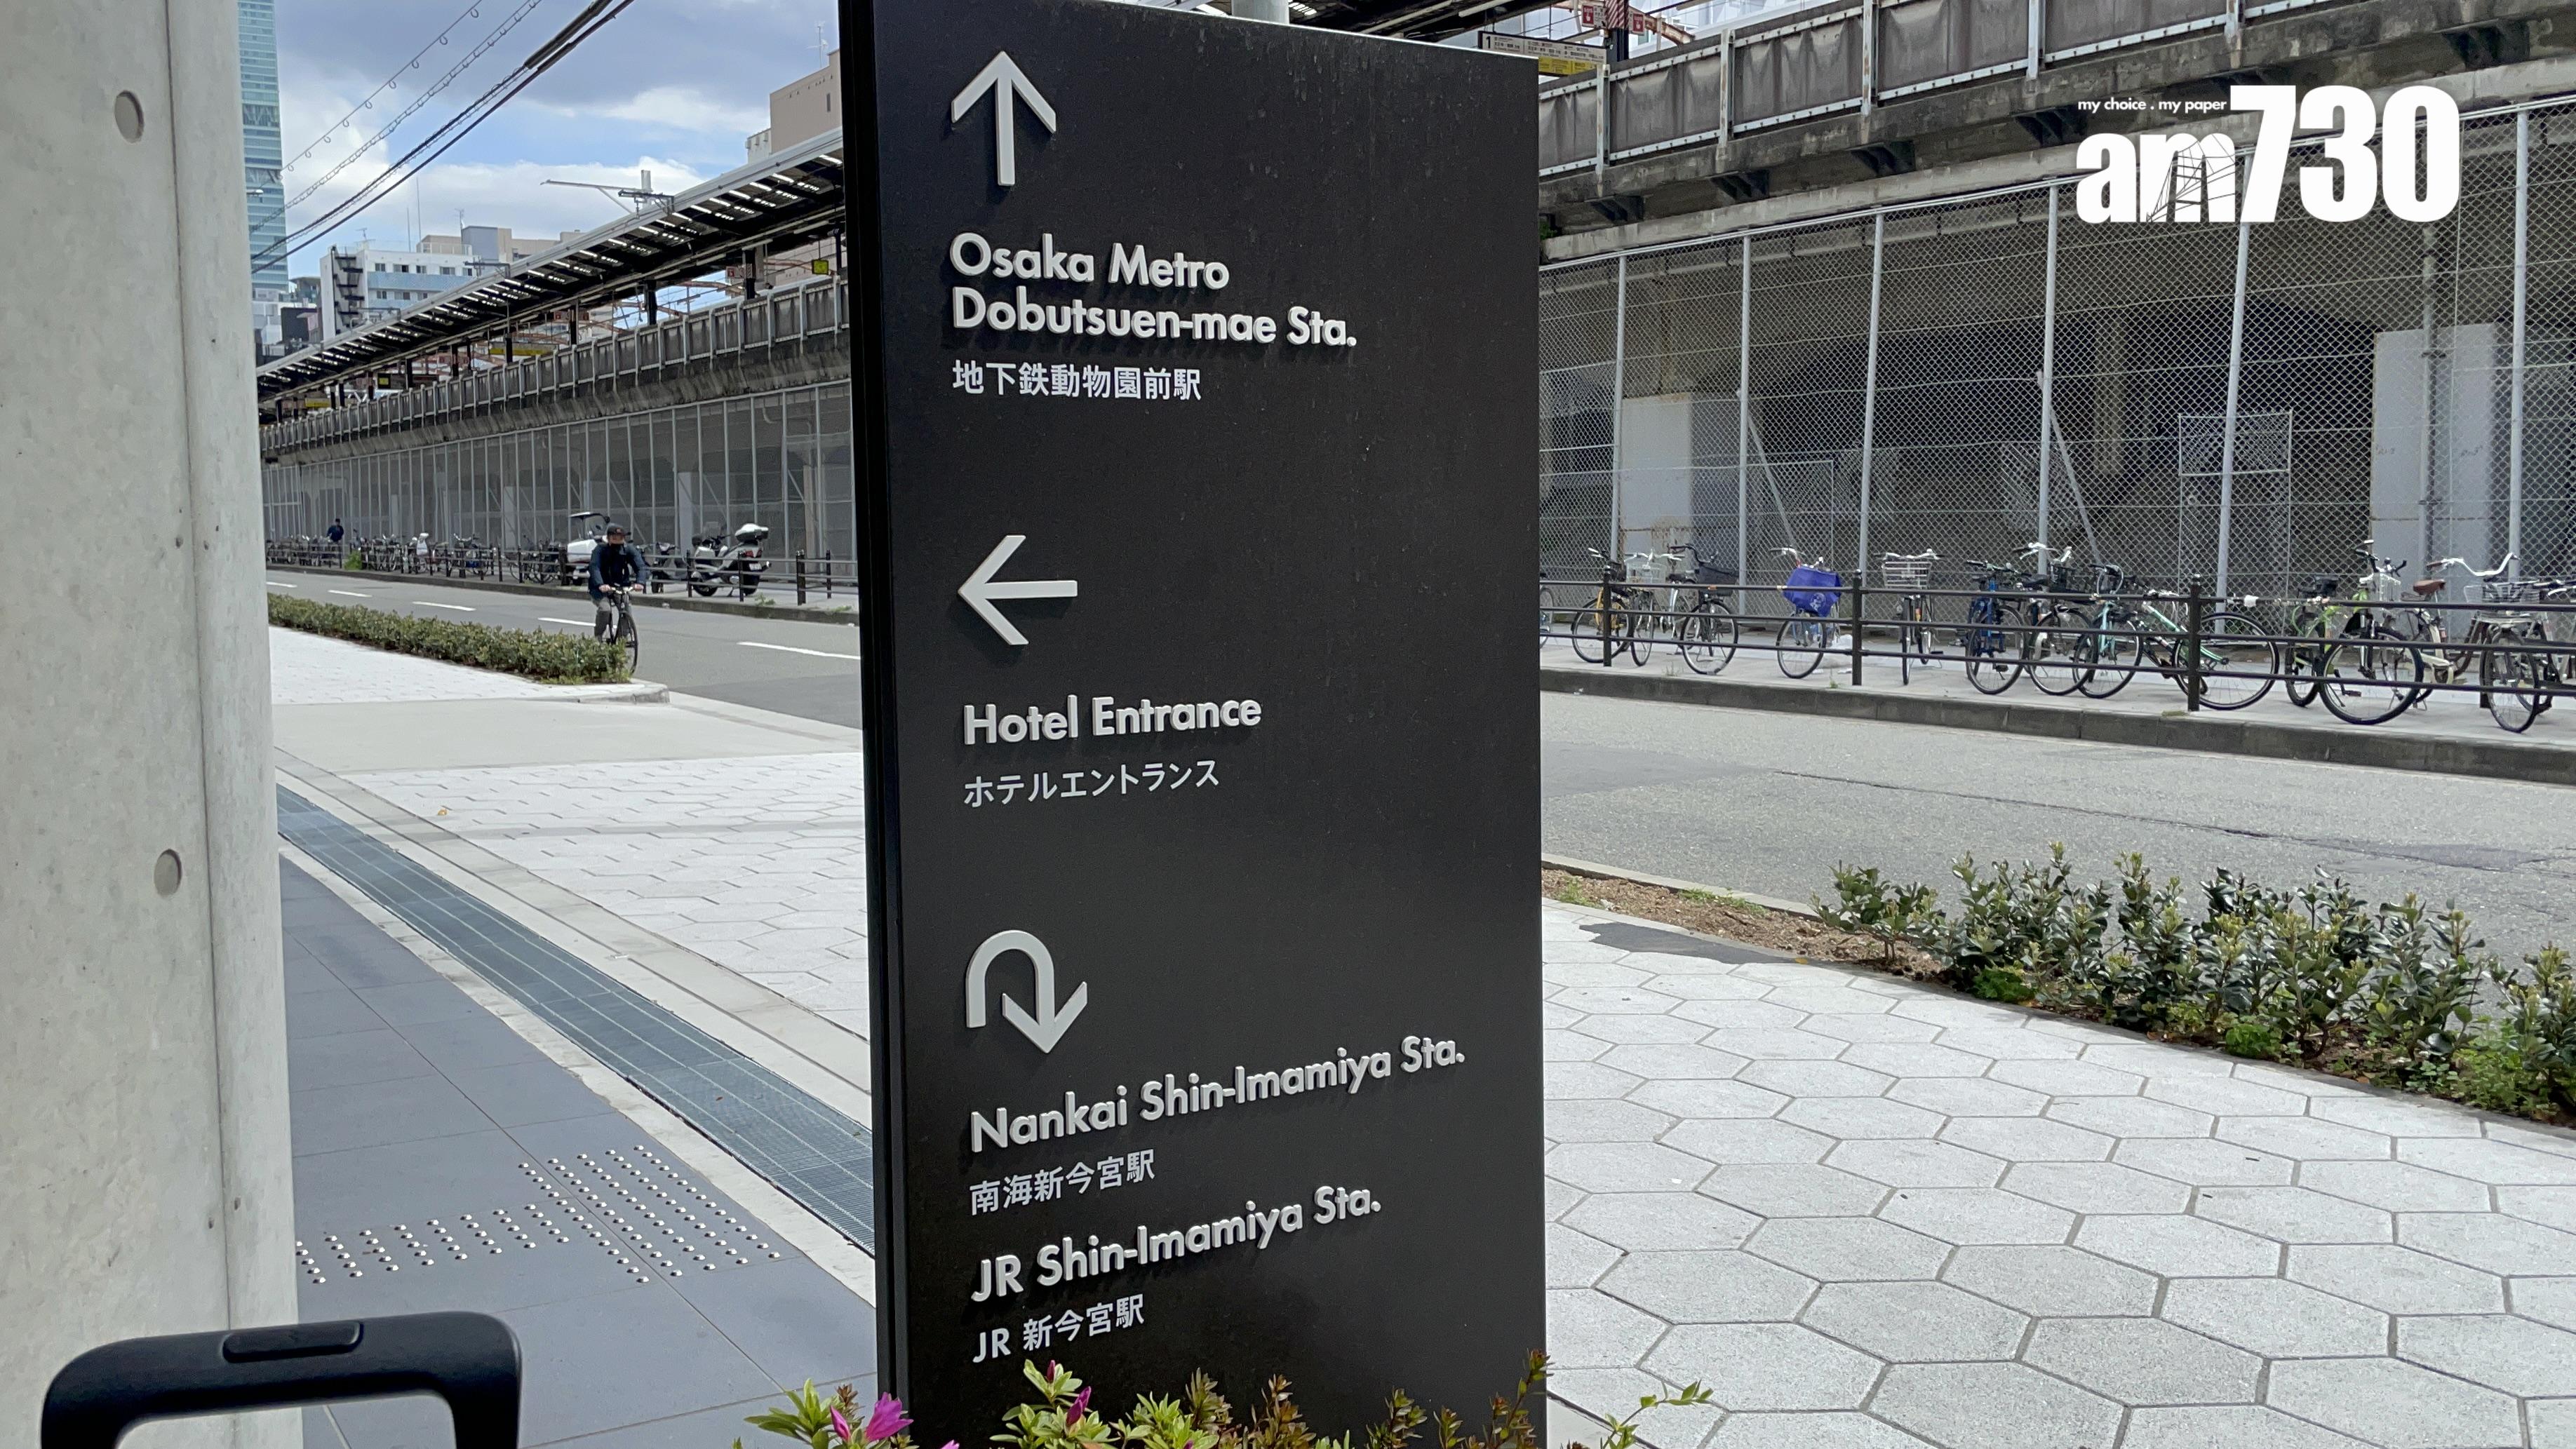 my choice . my paper
am730
Osaka Metro
Dobutsuen-mae Sta.
地下鉄動物園前駅
Hotel Entrance
ホテルエントランス
Nankai Shin-Imamiya Sta.
南海新今宮駅
JR Shin-Imamiya Sta.
JR 新今宮駅